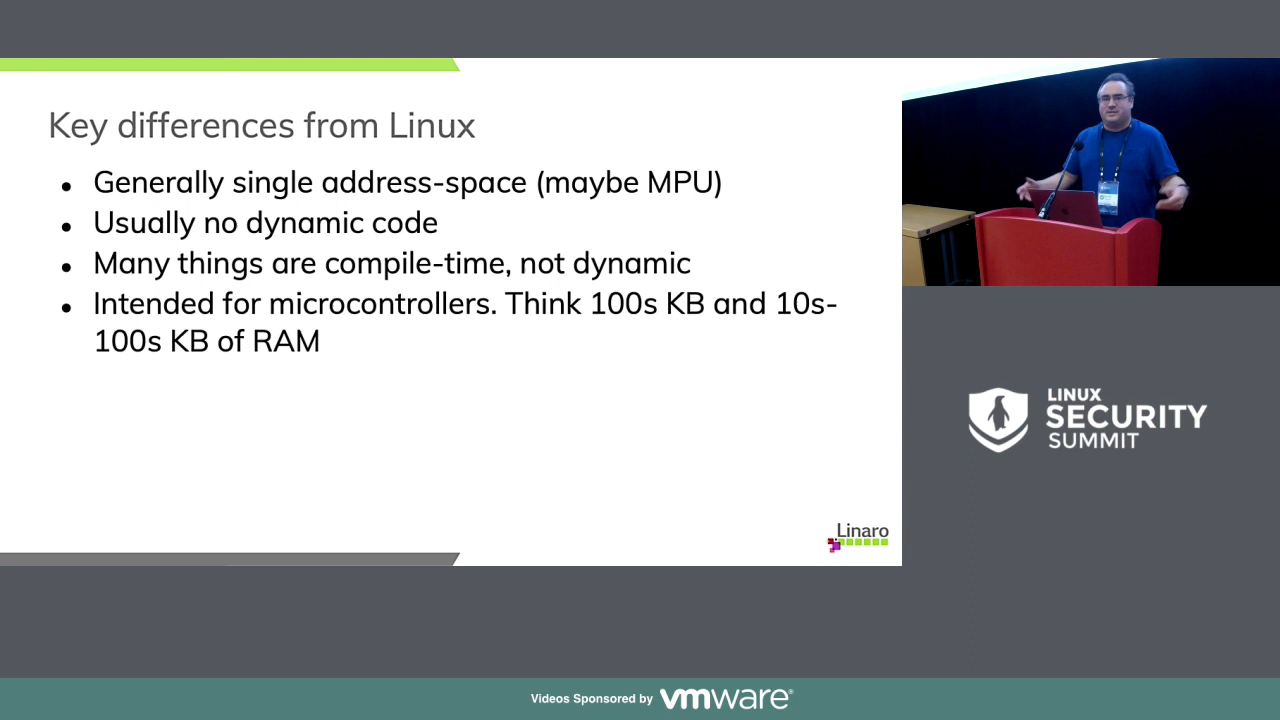 Key differences from Linux
● Generally single address-space (maybe MPU)
● Usually no dynamic code
● Many things are compile-time, not dynamic
● Intended for microcontrollers. Think 100s KB and 10s-
100s KB of RAM
Linaro
LINUX
SECURITY
SUMMIT
Videos Sponsored by vmware®